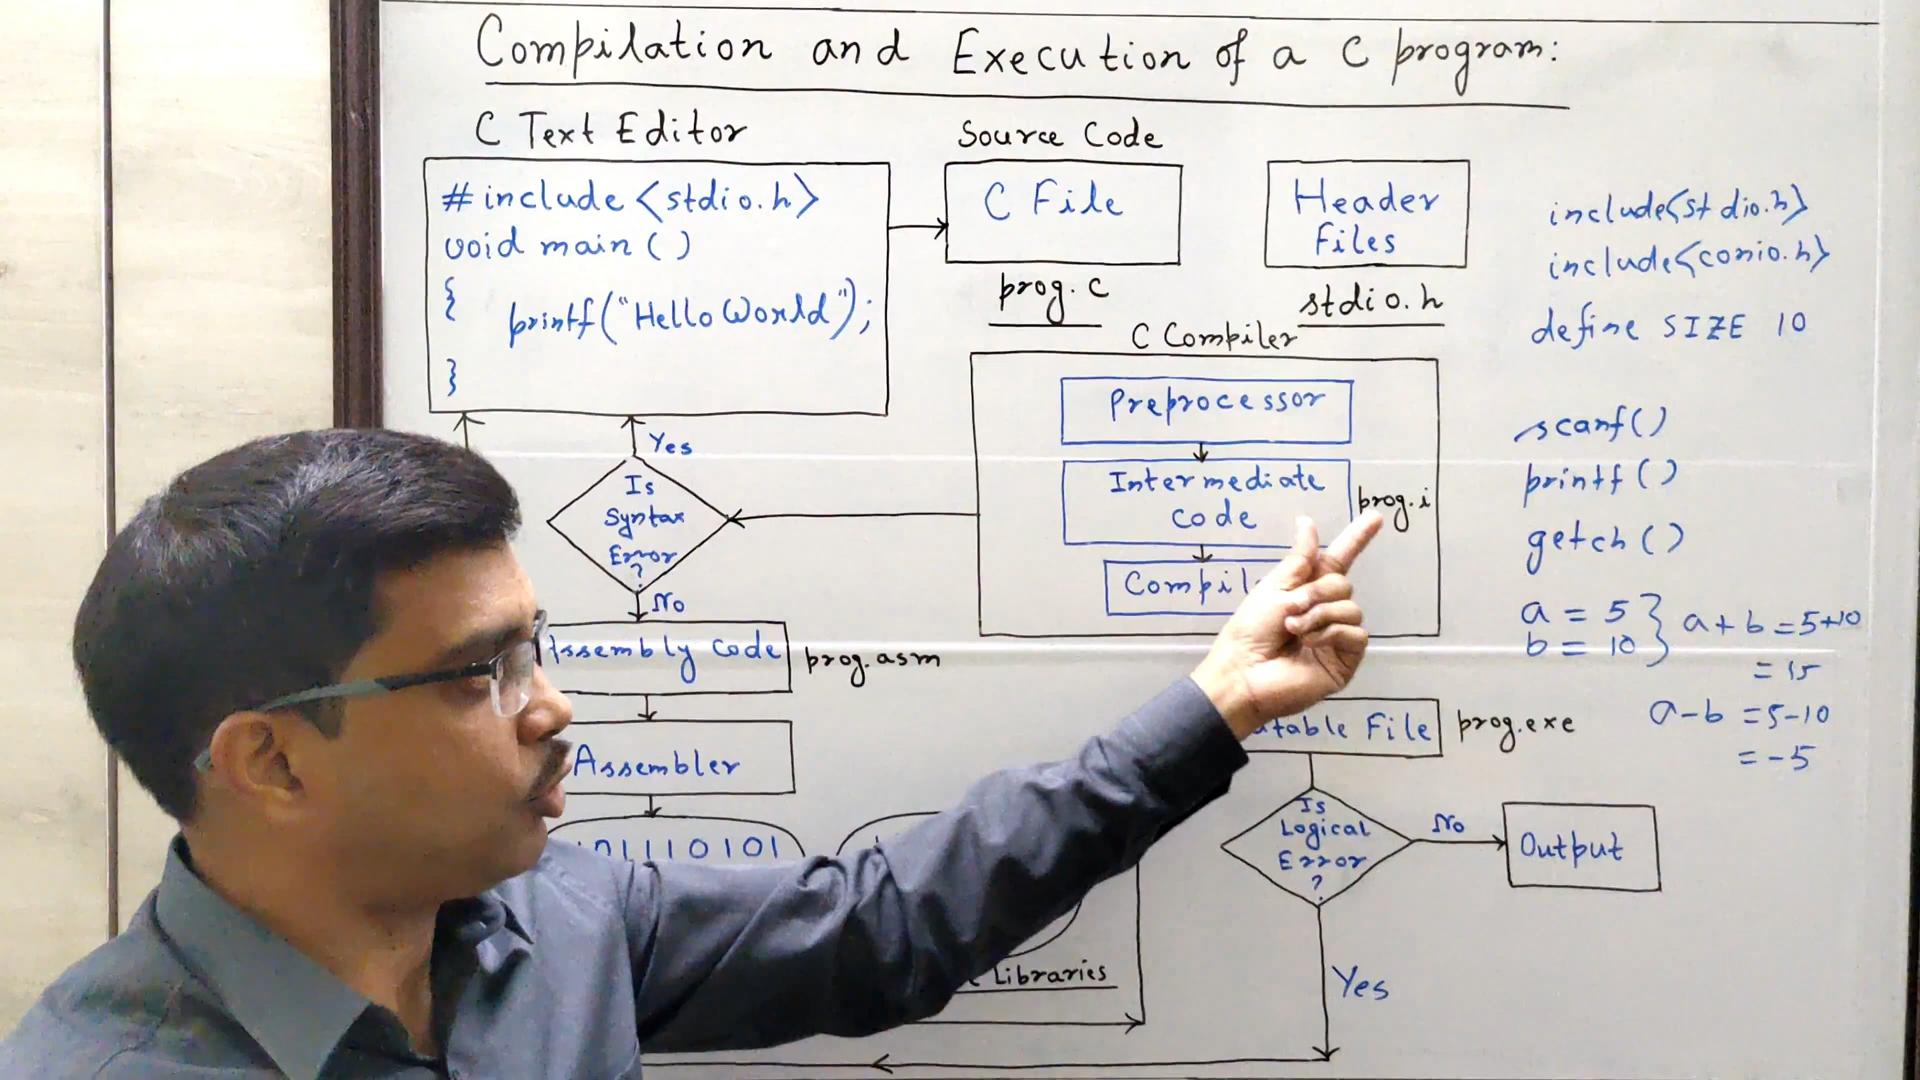 Compilation and Execution of a C program:
C Text Editor
#include <stdio.h>
void main ( )
{
printf("Hello World");
}
Source Code
C File
prog.c
Header
Files
stdio.h
include<stdio.h>
include<conio.h>
define SIZE 10
C Compiler
Preprocessor
Intermediate
Code
prog.i
Yes
Is
Syntax
Error
?
No
Assembly Code
prog.asm
Assembler
scanf()
printf()
getch()
a = 5
b = 10
} a+b =5+10
= 15
a-b =5-10
= -5
File
prog.exe
Is
Logical
Error
?
No
Output
Yes
Libraries